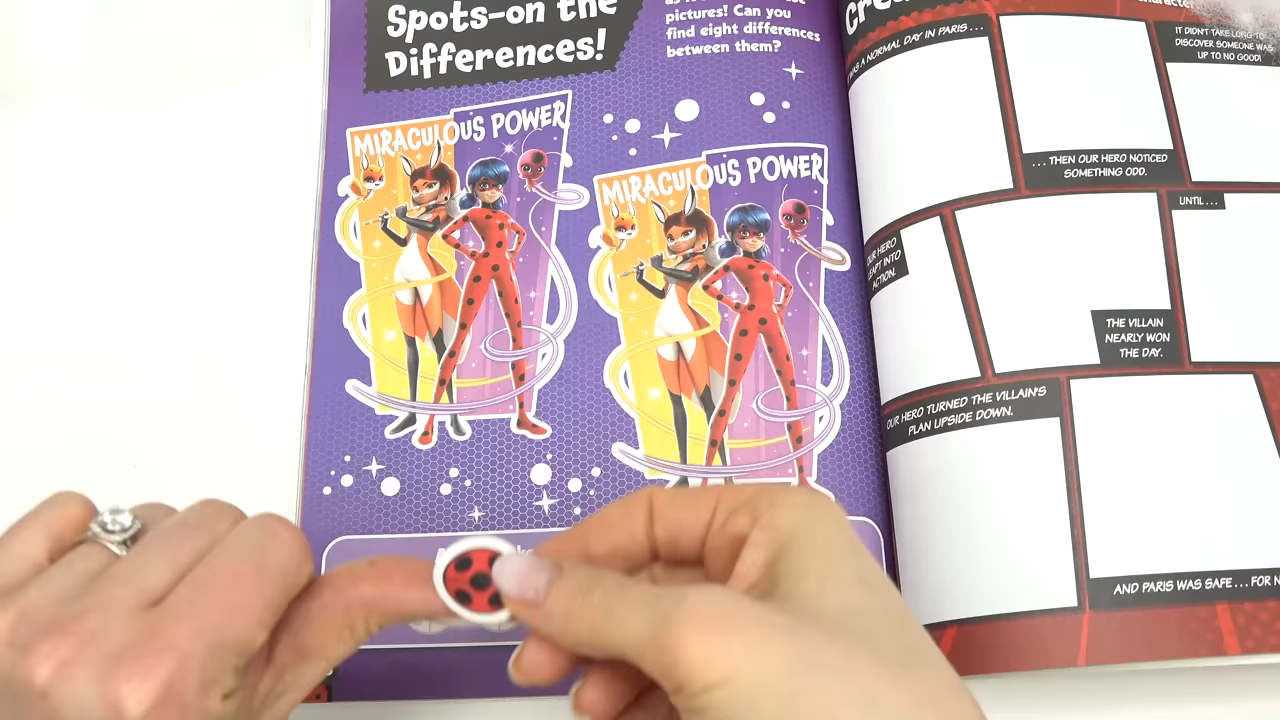 Spots-on the
Differences!
pictures! Can you
find eight differences
between them?
MIRACULOUS POWER
MIRACULOUS POWER
WAS A NORMAL DAY IN PARIS . . .
. . . THEN OUR HERO NOTICED
SOMETHING ODD.
IT DIDN'T TAKE LONG TO
DISCOVER SOMEONE WAS
UP TO NO GOOD!
OUR HERO
LEAPT INTO
ACTION.
THE VILLAIN
NEARLY WON
THE DAY.
UNTIL . . .
OUR HERO TURNED THE VILLAIN'S
PLAN UPSIDE DOWN.
AND PARIS WAS SAFE . . . FOR N